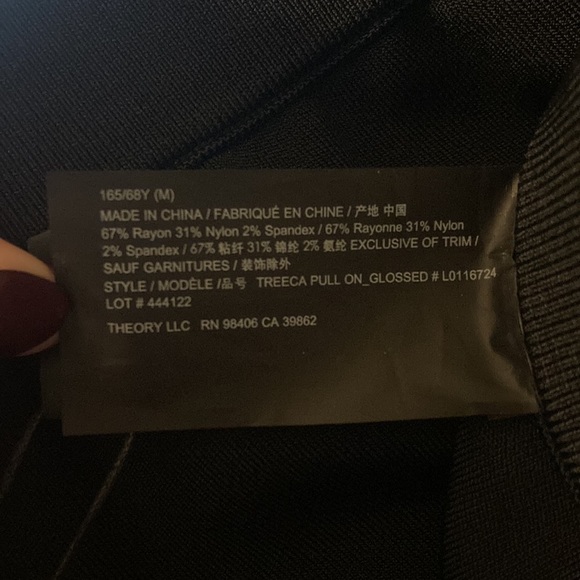 165/68Y (M)
MADE IN CHINA / FABRIQUÉ EN CHINE / 产地 中国
67% Rayon 31% Nylon 2% Spandex / 67% Rayonne 31% Nylon
2% Spandex / 67% 粘纤 31% 锦纶 2% 氨纶 EXCLUSIVE OF TRIM /
SAUF GARNITURES / 装饰除外
STYLE / MODÈLE /品号 TREECA PULL ON_GLOSSED # L0116724
LOT # 444122
THEORY LLC RN 98406 CA 39862